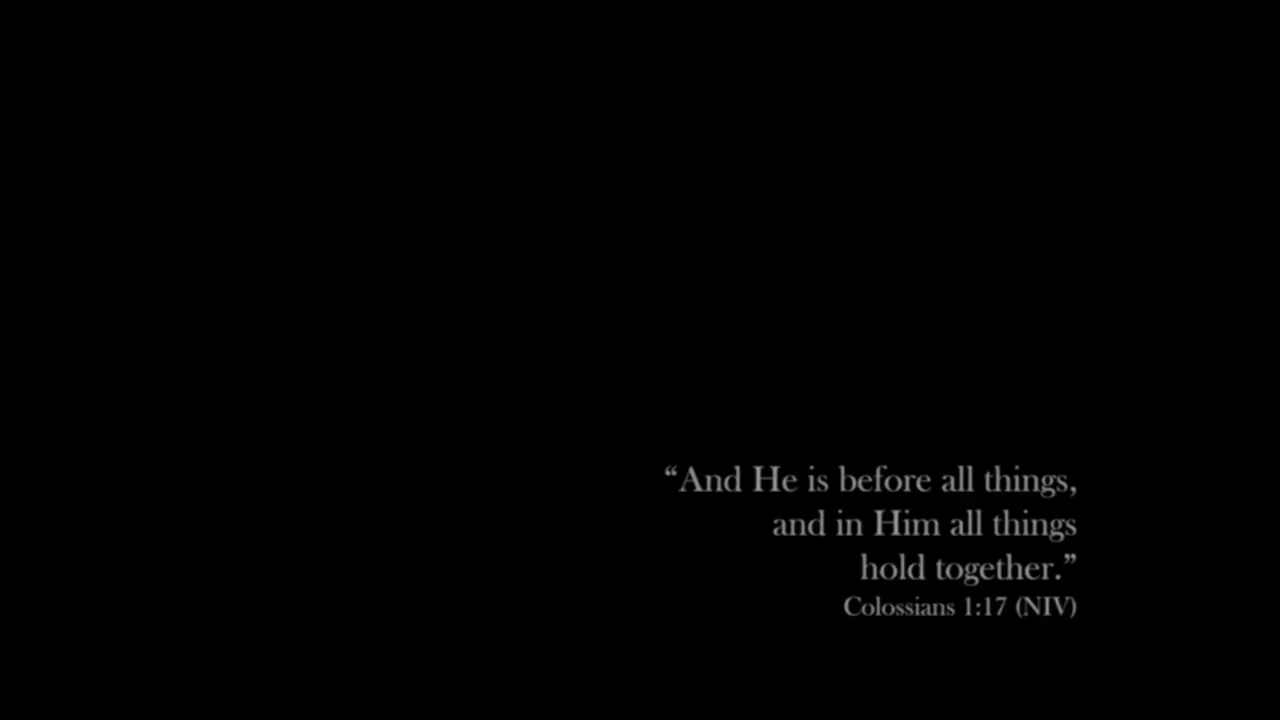 “And He is before all things,
and in Him all things
hold together.”
Colossians 1:17 (NIV)